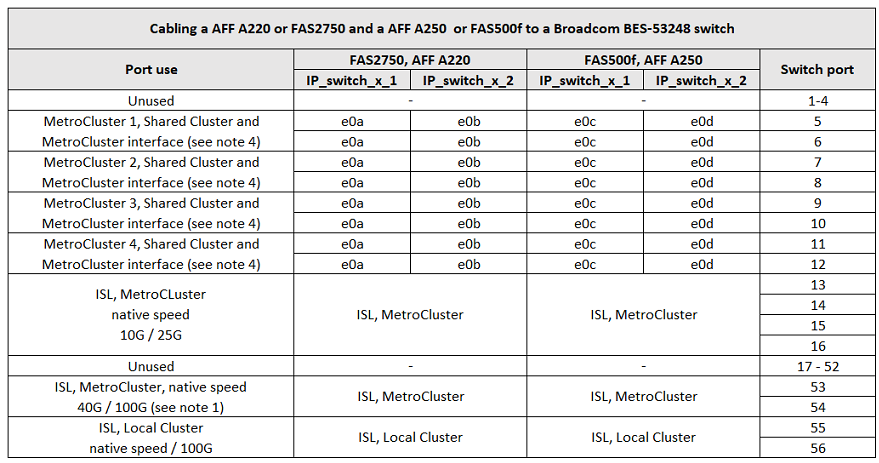 Cabling a AFF A220 or FAS2750 and a AFF A250 or FAS500f to a Broadcom BES-53248 switch
Port use FAS2750, AFF A220 FAS500f, AFF A250 Switch port
IP_switch_x_1 IP_switch_x_2 IP_switch_x_1 IP_switch_x_2
Unused - - 1-4
MetroCluster 1, Shared Cluster and e0a e0b e0c e0d 5
MetroCluster interface (see note 4) e0a e0b e0c e0d 6
MetroCluster 2, Shared Cluster and e0a e0b e0c e0d 7
MetroCluster interface (see note 4) e0a e0b e0c e0d 8
MetroCluster 3, Shared Cluster and e0a e0b e0c e0d 9
MetroCluster interface (see note 4) e0a e0b e0c e0d 10
MetroCluster 4, Shared Cluster and e0a e0b e0c e0d 11
MetroCluster interface (see note 4) e0a e0b e0c e0d 12
ISL, MetroCLuster
native speed
10G / 25G
ISL, MetroCluster ISL, MetroCluster
13
14
15
16
Unused - - 17 - 52
ISL, MetroCluster, native speed
40G / 100G (see note 1)
ISL, MetroCluster ISL, MetroCluster
53
54
ISL, Local Cluster
native speed / 100G
ISL, Local Cluster ISL, Local Cluster
55
56